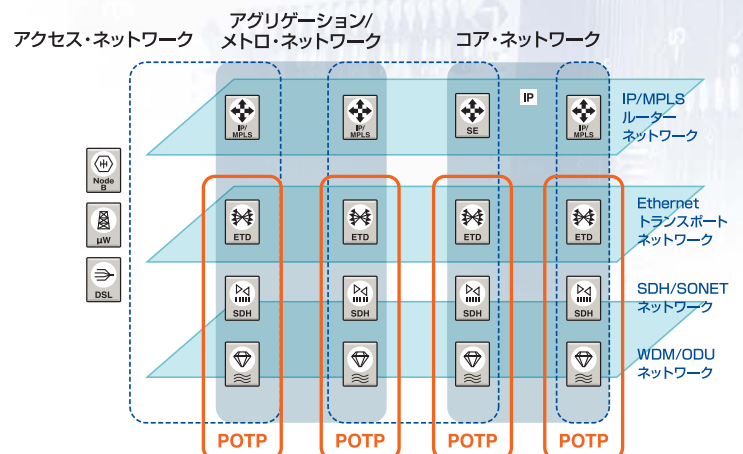 アクセス・ネットワーク
アグリゲーション/
メトロ・ネットワーク
コア・ネットワーク
IP/
MPLS
IP/
MPLS
SE
IP
IP/
MPLS
IP/MPLS
ルーター
ネットワーク
Node
B
μW
DSL
ETD
ETD
ETD
ETD
Ethernet
トランスポート
ネットワーク
SDH
SDH
SDH
SDH
SDH/SONET
ネットワーク
WDM/ODU
ネットワーク
POTP
POTP
POTP
POTP